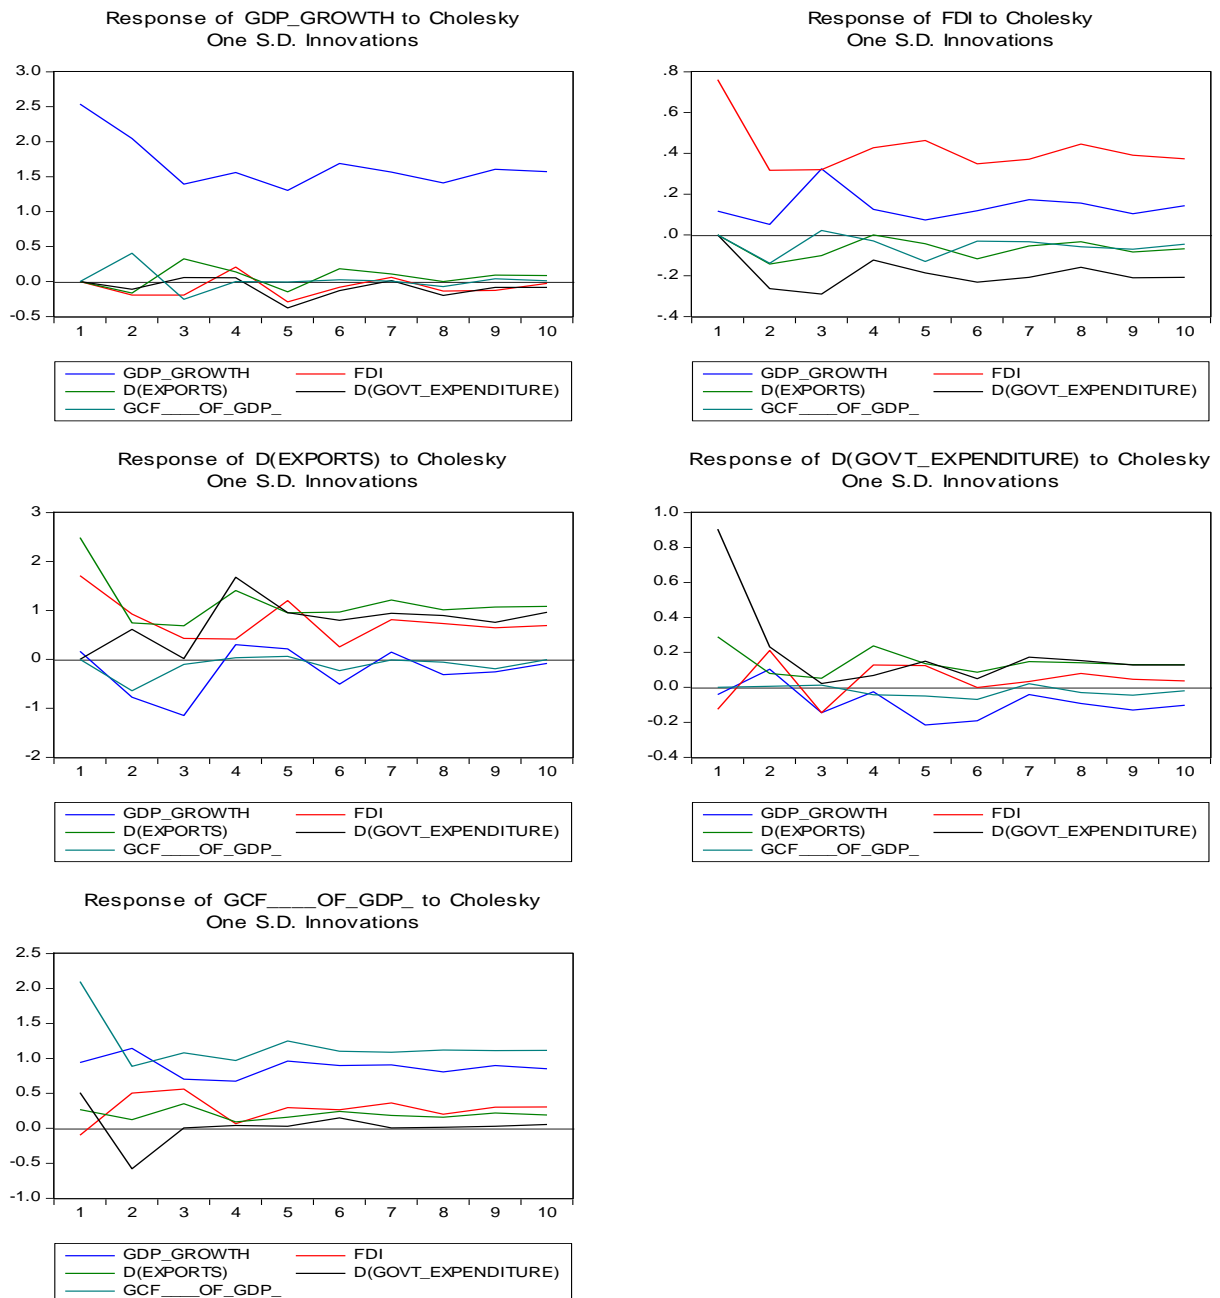 Response of GDP_GROWTH to Cholesky
One S.D. Innovations
3.0
2.5
2.0
1.5
1.0
0.5
0.0
-0.5
1 2 3 4 5 6 7 8 9 10
GDP_GROWTH FDI
D(EXPORTS) D(GOVT_EXPENDITURE)
GCF____OF_GDP_
Response of FDI to Cholesky
One S.D. Innovations
.8
.6
.4
.2
.0
-.2
-.4
1 2 3 4 5 6 7 8 9 10
GDP_GROWTH FDI
D(EXPORTS) D(GOVT_EXPENDITURE)
GCF____OF_GDP_
Response of D(EXPORTS) to Cholesky
One S.D. Innovations
3
2
1
0
-1
-2
1 2 3 4 5 6 7 8 9 10
GDP_GROWTH FDI
D(EXPORTS) D(GOVT_EXPENDITURE)
GCF____OF_GDP_
Response of D(GOVT_EXPENDITURE) to Cholesky
One S.D. Innovations
1.0
0.8
0.6
0.4
0.2
0.0
-0.2
-0.4
1 2 3 4 5 6 7 8 9 10
GDP_GROWTH FDI
D(EXPORTS) D(GOVT_EXPENDITURE)
GCF____OF_GDP_
Response of GCF____OF_GDP_ to Cholesky
One S.D. Innovations
2.5
2.0
1.5
1.0
0.5
0.0
-0.5
-1.0
1 2 3 4 5 6 7 8 9 10
GDP_GROWTH FDI
D(EXPORTS) D(GOVT_EXPENDITURE)
GCF____OF_GDP_